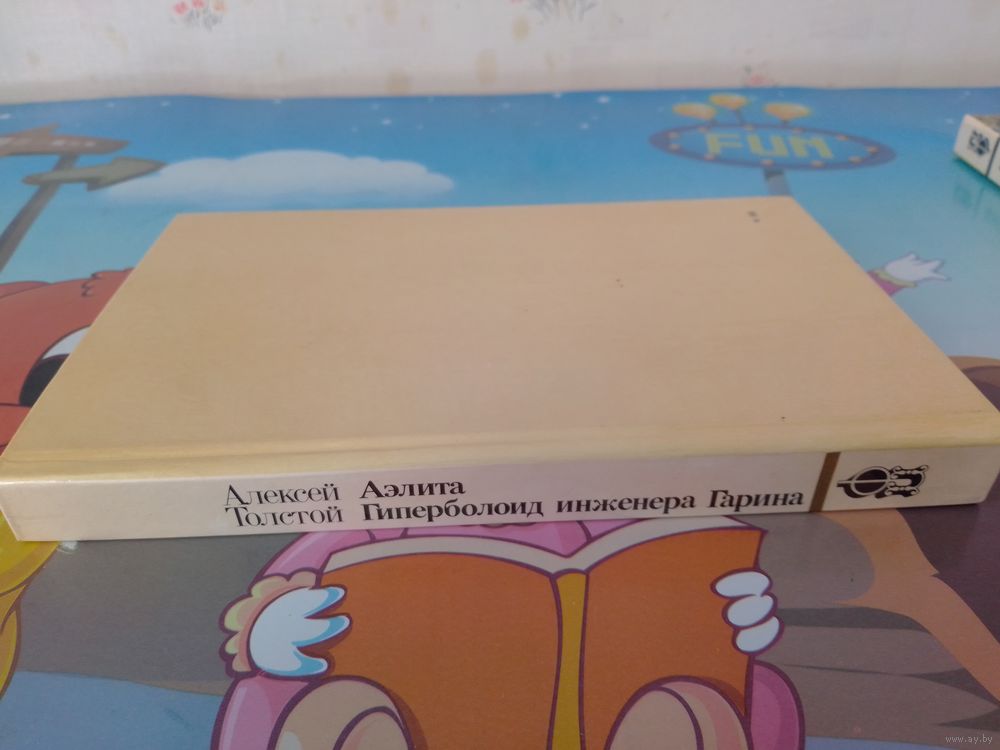 FUN
Алексей Аэлита
Толстой Гиперболоид инженера Гарина
www.ay.by